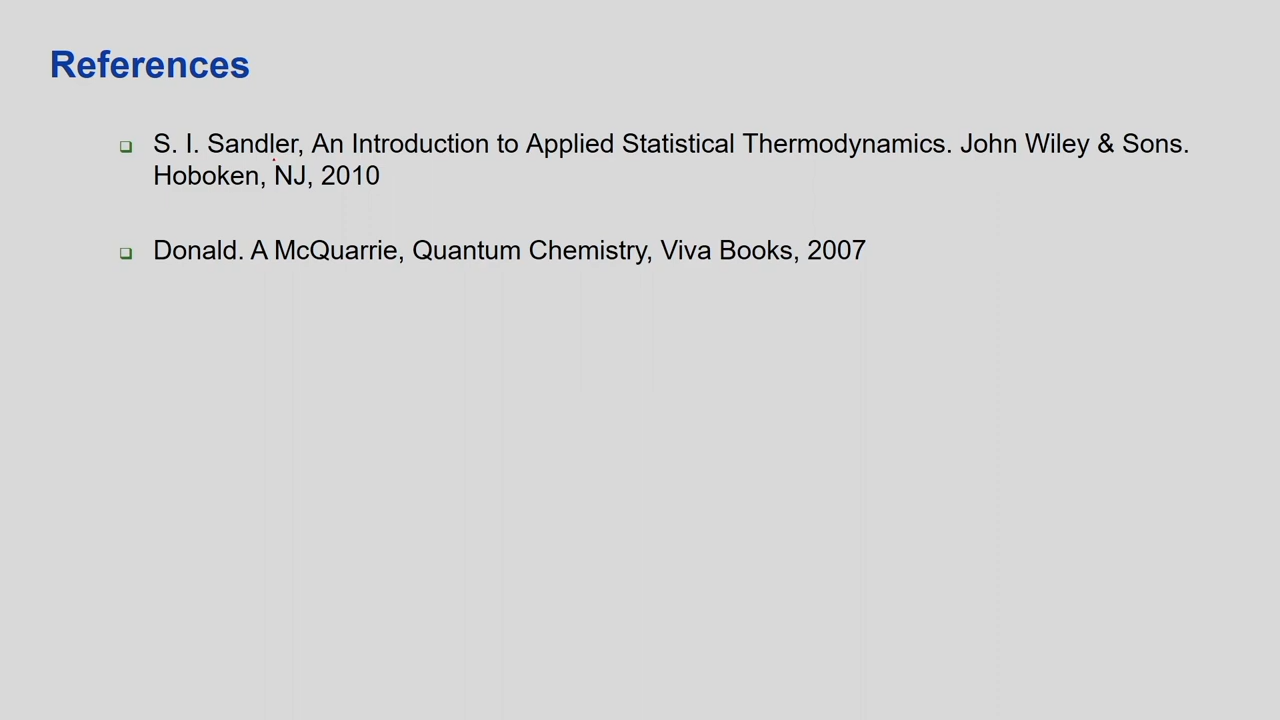 References
S. I. Sandler, An Introduction to Applied Statistical Thermodynamics. John Wiley & Sons.
Hoboken, NJ, 2010
Donald. A McQuarrie, Quantum Chemistry, Viva Books, 2007